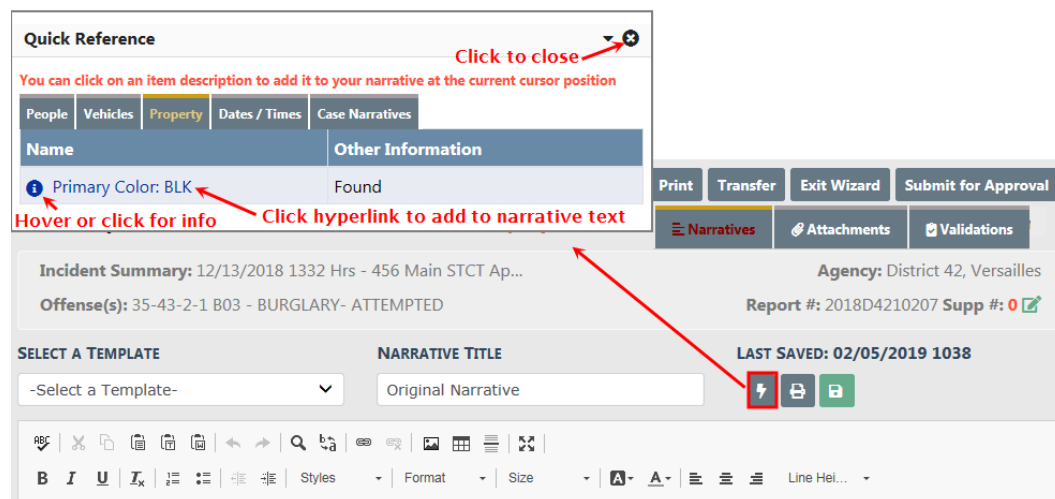 Quick Reference
Click to close
You can click on an item description to add it to your narrative at the current cursor position
People Vehicles Property Dates / Times Case Narratives
Name Other Information
Primary Color: BLK Found
Hover or click for info Click hyperlink to add to narrative text
Print Transfer Exit Wizard Submit for Approval
Narratives Attachments Validations
Incident Summary: 12/13/2018 1332 Hrs - 456 Main STCT Ap... Agency: District 42, Versailles
Offense(s): 35-43-2-1 B03 - BURGLARY- ATTEMPTED Report #: 2018D4210207 Supp #: 0
SELECT A TEMPLATE NARRATIVE TITLE LAST SAVED: 02/05/2019 1038
-Select a Template- Original Narrative
ABC
B I U Ix Styles Format Size A A Line Hei...